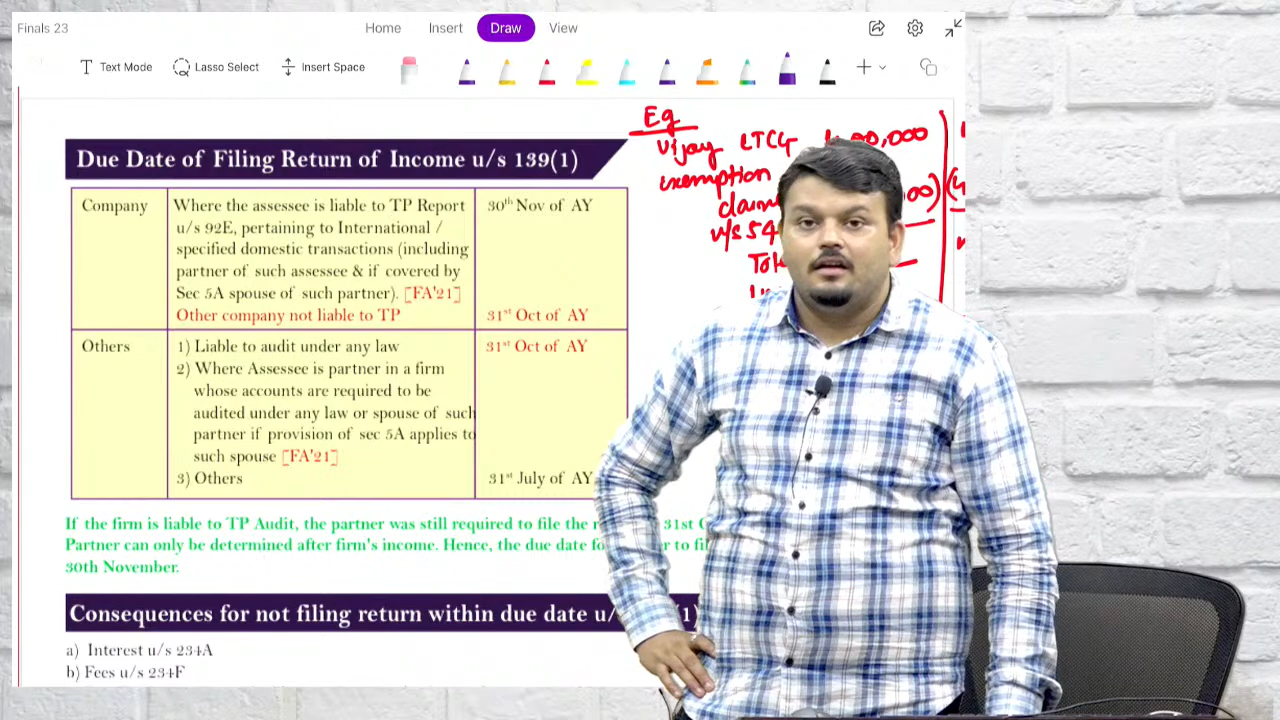 Finals 23
Home Insert Draw View
Text Mode Lasso Select Insert Space
Due Date of Filing Return of Income u/s 139(1)
Company
Where the assessee is liable to TP Report
u/s 92E, pertaining to International /
specified domestic transactions (including
partner of such assessee & if covered by
Sec 5A spouse of such partner). [FA'21]
Other company not liable to TP
30th Nov of AY
31st Oct of AY
Others
1) Liable to audit under any law
2) Where Assessee is partner in a firm
whose accounts are required to be
audited under any law or spouse of such
partner if provision of sec 5A applies to
such spouse [FA'21]
3) Others
31st Oct of AY
31st July of AY
If the firm is liable to TP Audit, the partner was still required to file the 31st
Partner can only be determined after firm's income. Hence, the due date to
30th November.
Consequences for not filing return within due date u/ (1)
a) Interest u/s 234A
b) Fees u/s 234F
Eg
Vijay LTCG 00,000
exemption
u/s 54